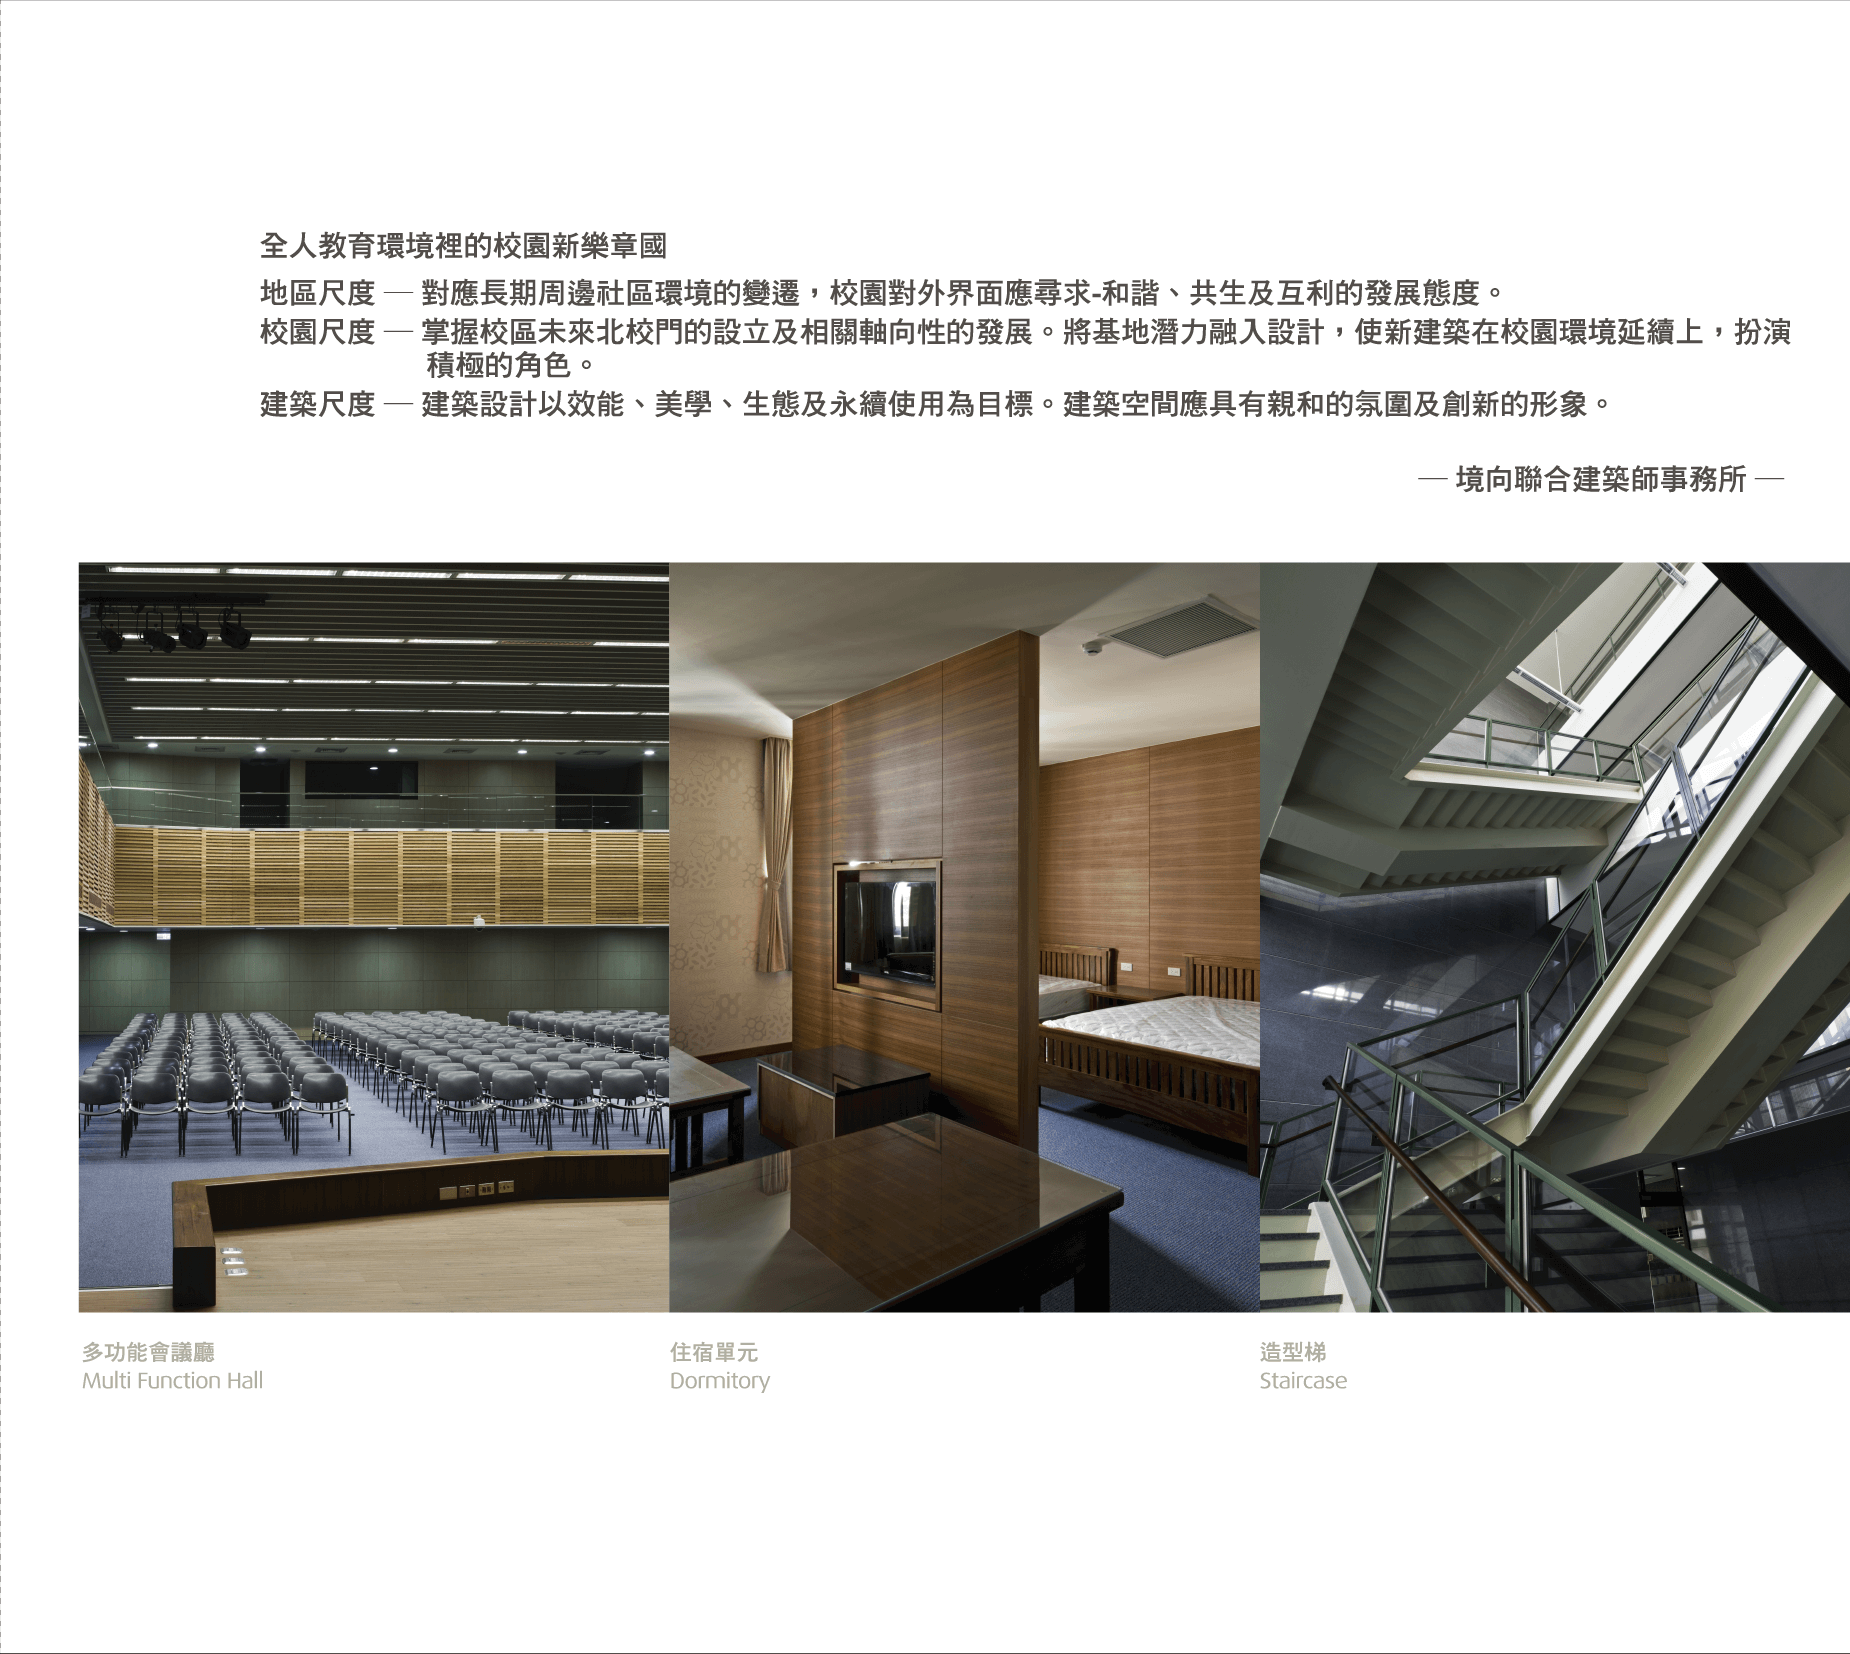 全人教育環境裡的校園新樂章國
地區尺度 — 對應長期周邊社區環境的變遷，校園對外界面應尋求-和諧、共生及互利的發展態度。
校園尺度 — 掌握校區未來北校門的設立及相關軸向性的發展。將基地潛力融入設計，使新建築在校園環境延續上，扮演
積極的角色。
建築尺度 — 建築設計以效能、美學、生態及永續使用為目標。建築空間應具有親和的氛圍及創新的形象。
— 境向聯合建築師事務所 —
多功能會議廳
Multi Function Hall
住宿單元
Dormitory
造型梯
Staircase